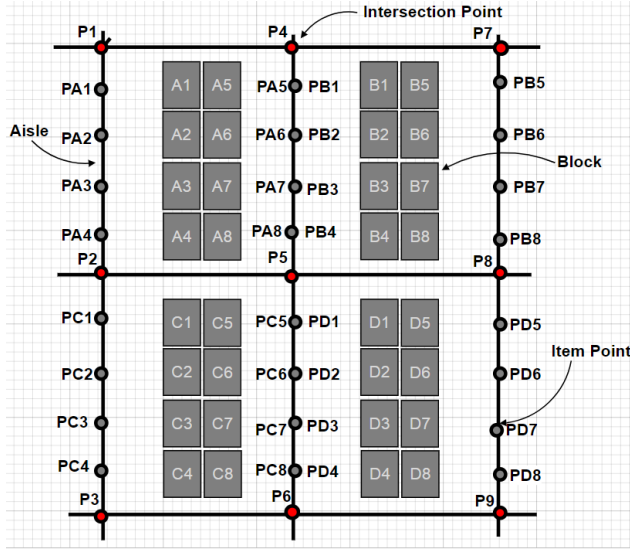 P1 P4 Intersection Point P7
PA1 A1 A5 PA5 PB1 B1 B5 PB5
Aisle PA2 A2 A6 PA6 PB2 B2 B6 PB6
Block
PA3 A3 A7 PA7 PB3 B3 B7 PB7
PA4 A4 A8 PA8 PB4 B4 B8 PB8
P2 P5 P8
PC1 C1 C5 PC5 PD1 D1 D5 PD5
Item Point
PC2 C2 C6 PC6 PD2 D2 D6 PD6
PC3 C3 C7 PC7 PD3 D3 D7 PD7
PC4 C4 C8 PC8 PD4 D4 D8 PD8
P3 P6 P9